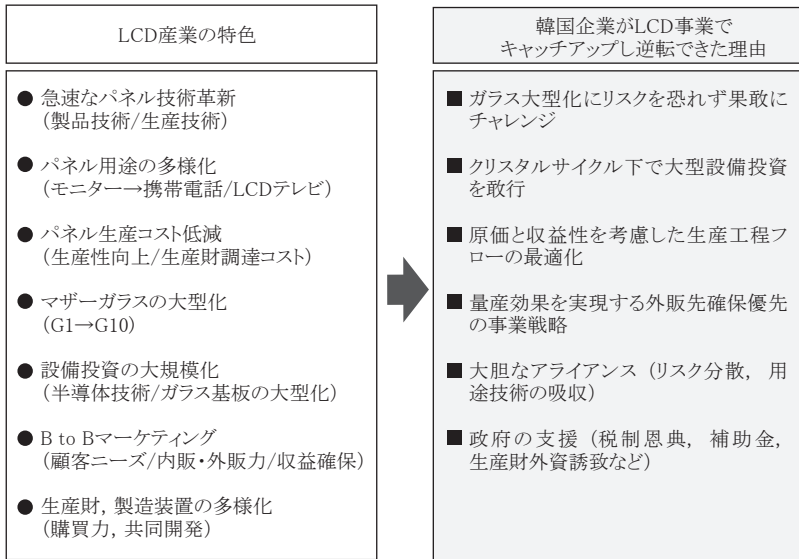 LCD産業の特色
● 急速なパネル技術革新
(製品技術/生産技術)
● パネル用途の多様化
(モニター→携帯電話/LCDテレビ)
● パネル生産コスト低減
(生産性向上/生産財調達コスト)
● マザーガラスの大型化
(G1→G10)
● 設備投資の大規模化
(半導体技術/ガラス基板の大型化)
● B to Bマーケティング
(顧客ニーズ/内販・外販力/収益確保)
● 生産財, 製造装置の多様化
(購買力, 共同開発)
韓国企業がLCD事業で
キャッチアップし逆転できた理由
■ ガラス大型化にリスクを恐れず果敢に
チャレンジ
■ クリスタルサイクル下で大型設備投資
を敢行
■ 原価と収益性を考慮した生産工程フ
ローの最適化
■ 量産効果を実現する外販先確保優先
の事業戦略
■ 大胆なアライアンス (リスク分散, 用
途技術の吸収)
■ 政府の支援 (税制恩典, 補助金,
生産財外資誘致など)